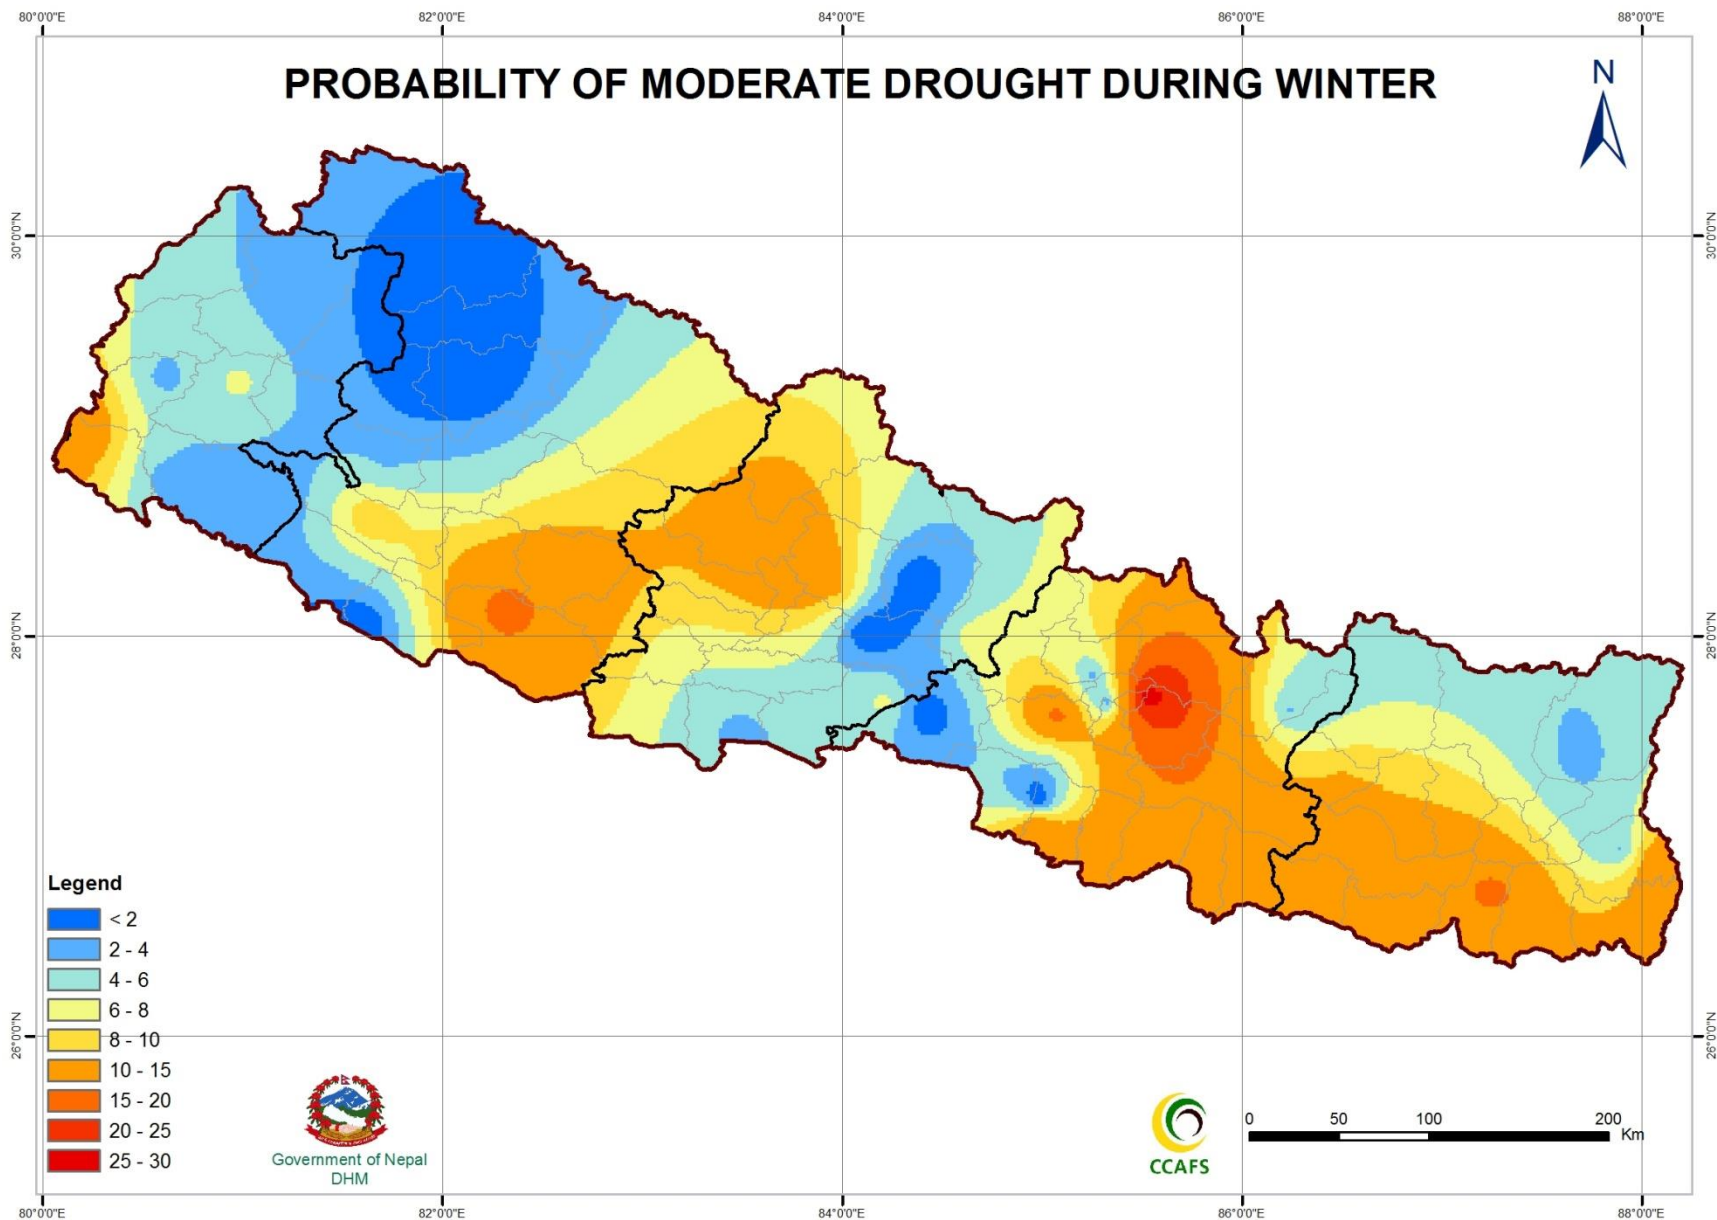 80°0'0"E 82°0'0"E 84°0'0"E 86°0'0"E 88°0'0"E
PROBABILITY OF MODERATE DROUGHT DURING WINTER
N
30°0'0"N 30°0'0"N
28°0'0"N 28°0'0"N
Legend
< 2
2 - 4
4 - 6
6 - 8
8 - 10
10 - 15
15 - 20
20 - 25
25 - 30
26°0'0"N 26°0'0"N
Government of Nepal
DHM
CCAFS
0 50 100 200
Km
80°0'0"E 82°0'0"E 84°0'0"E 86°0'0"E 88°0'0"E